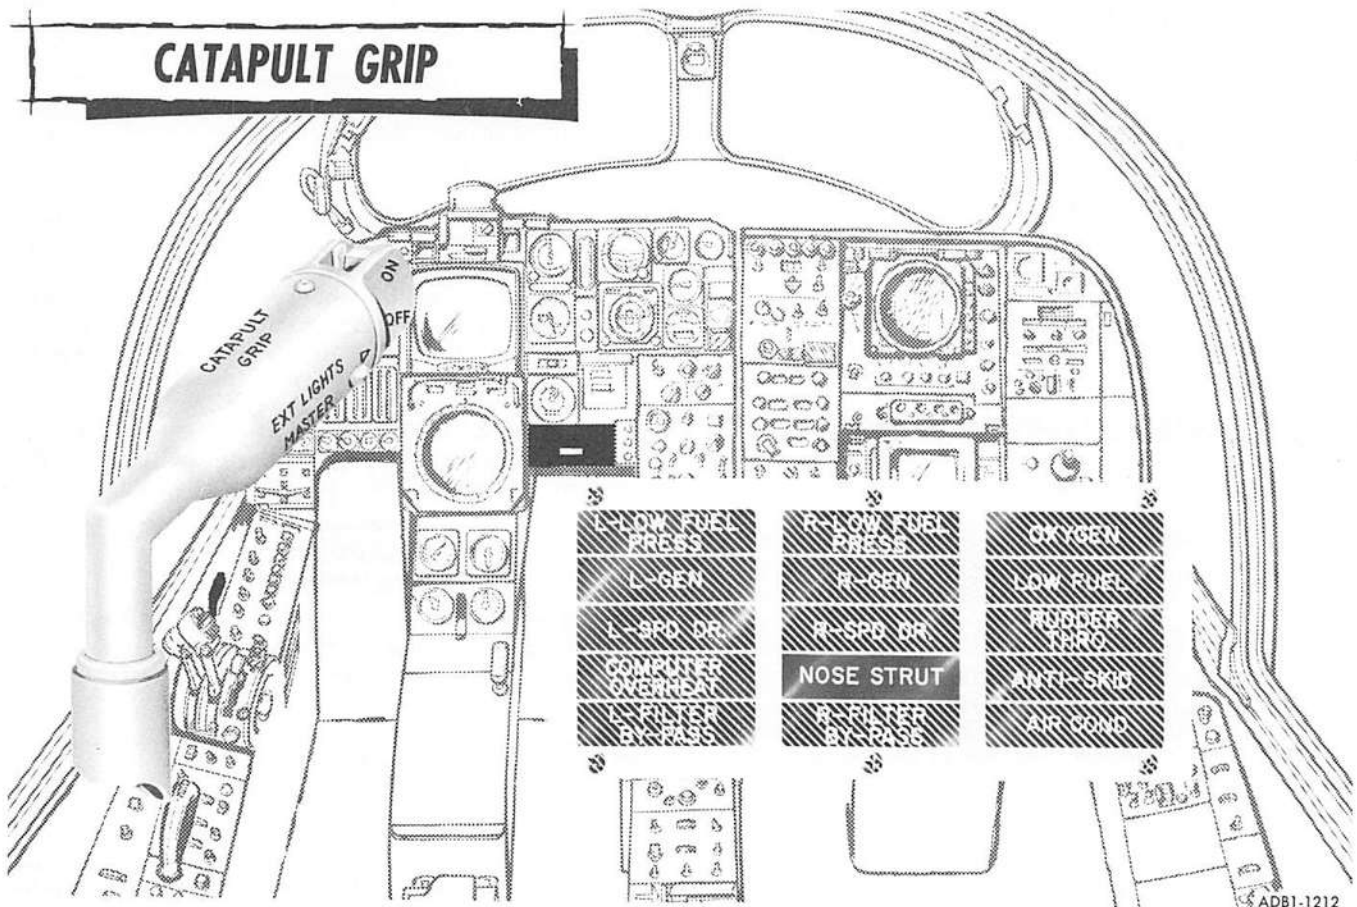 CATAPULT GRIP
ON
OFF
CATAPULT
GRIP
EXT LIGHTS
MASTER
L-LOW FUEL
PRESS
L-GEN
L-SPD DR.
COMPUTER
OVERHEAT
L-FILTER
BY-PASS
R-LOW FUEL
PRESS
R-GEN
R-SPD DR
NOSE STRUT
R-FILTER
BY-PASS
OXYGEN
LOW FUEL
RUDDER
THRO
ANTI-SKID
AIR COND
ADB1-1212